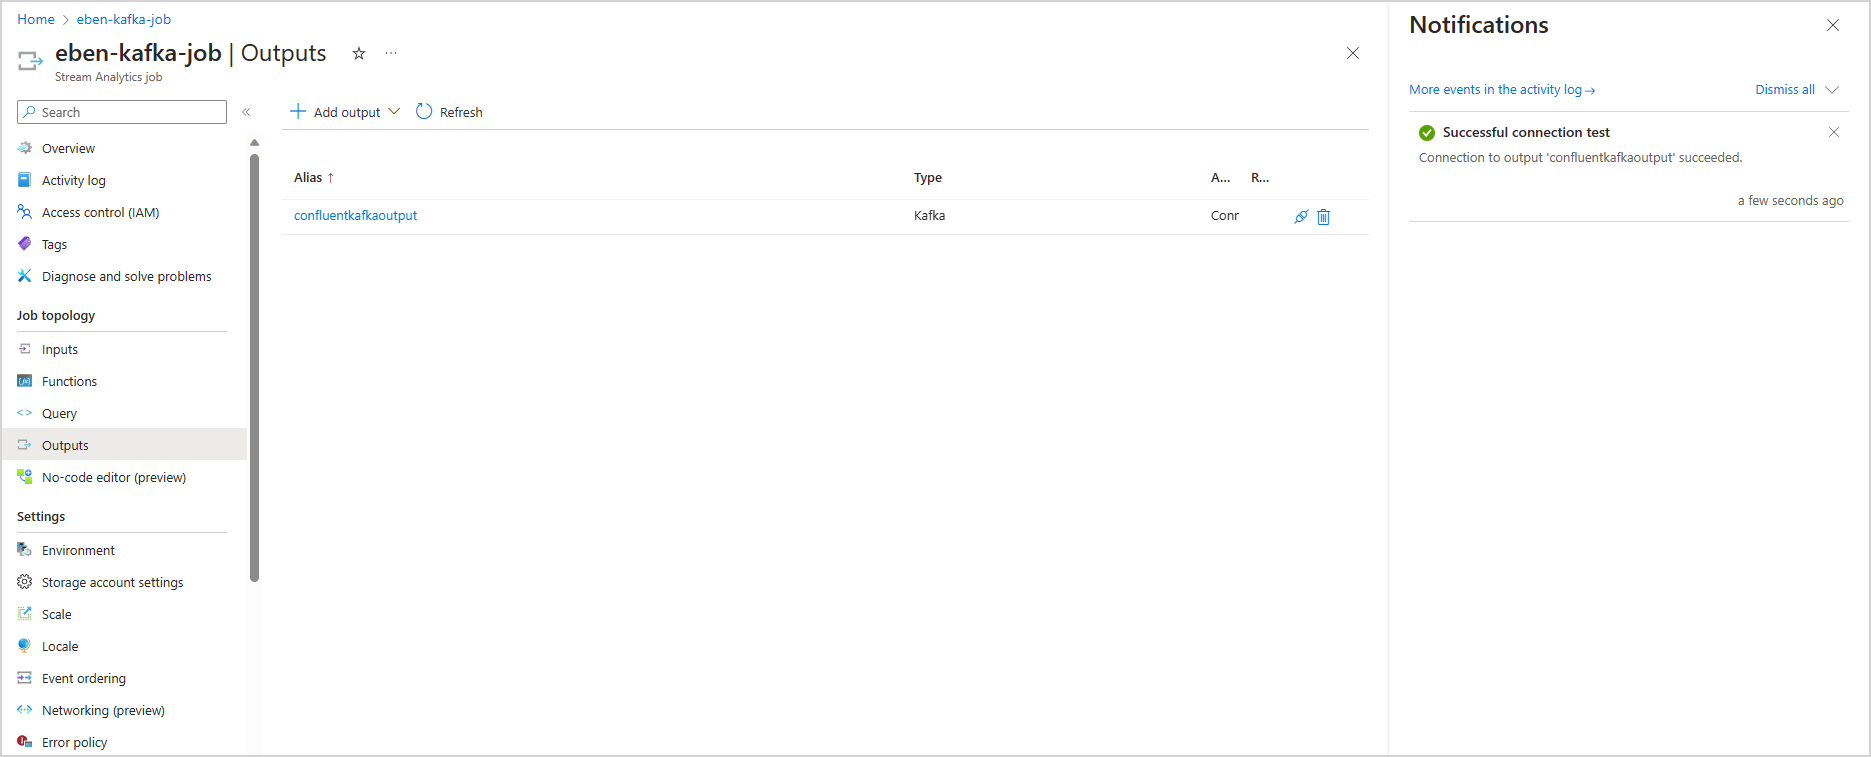 Home > eben-kafka-job
eben-kafka-job | Outputs
Stream Analytics job
Search
Overview
Activity log
Access control (IAM)
Tags
Diagnose and solve problems
Job topology
Inputs
Functions
Query
Outputs
No-code editor (preview)
Settings
Environment
Storage account settings
Scale
Locale
Event ordering
Networking (preview)
Error policy
Add output
Refresh
Alias ↑ Type A... R...
confluentkafkaoutput Kafka Conr
Notifications
More events in the activity log → Dismiss all
Successful connection test
Connection to output 'confluentkafkaoutput' succeeded.
a few seconds ago